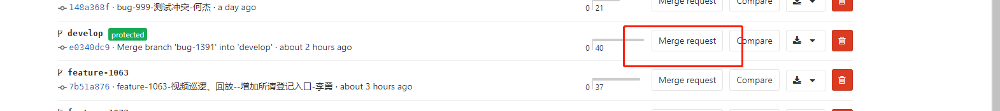 148a368f · bug-999-测试冲突-何杰 · a day ago
0 21
Merge request Compare
develop protected
e0340dc9 · Merge branch 'bug-1391' into 'develop' · about 2 hours ago
0 40
Merge request Compare
feature-1063
7b51a876 · feature-1063-视频巡逻、回放--增加所请登记入口-李勇 · about 3 hours ago
0 37
Merge request Compare